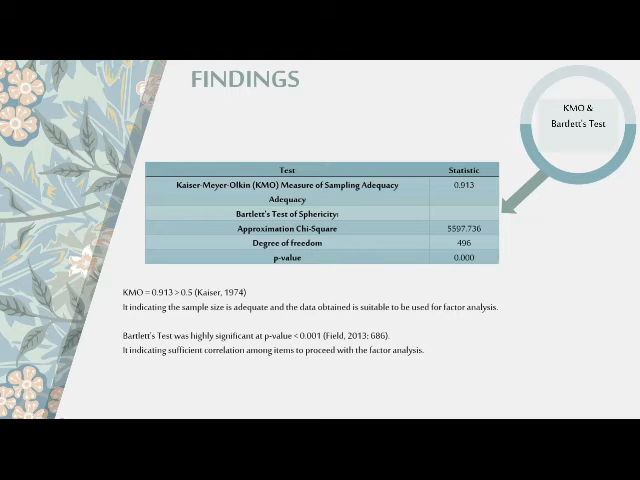 FINDINGS
KMO &
Bartlett's Test
Test Statistic
Kaiser-Meyer-Olkin (KMO) Measure of Sampling Adequacy 0.913
Adequacy
Bartlett's Test of Sphericity:
Approximation Chi-Square 5597.736
Degree of freedom 496
p-value 0.000
KMO = 0.913 > 0.5 (Kaiser, 1974)
It indicating the sample size is adequate and the data obtained is suitable to be used for factor analysis.
Bartlett's Test was highly significant at p-value < 0.001 (Field, 2013: 686).
It indicating sufficient correlation among items to proceed with the factor analysis.